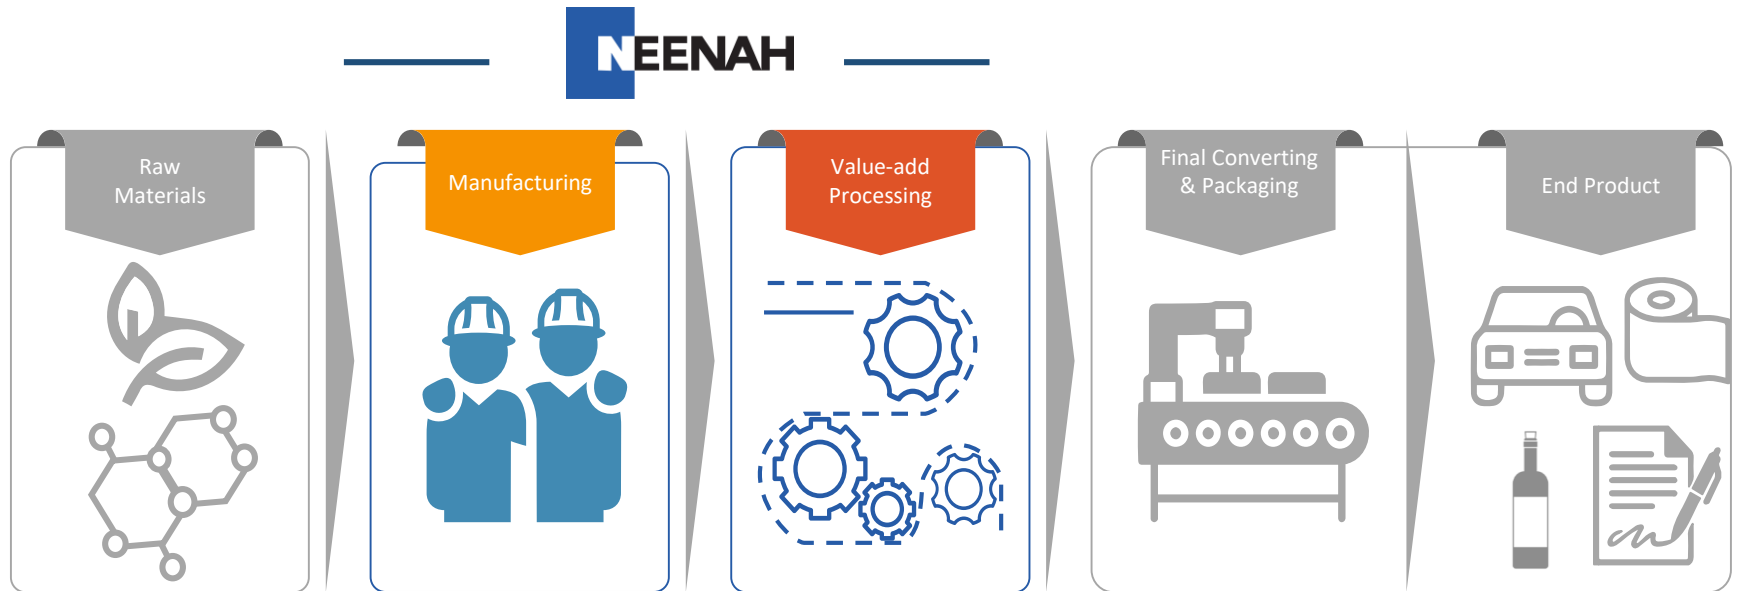 NEENAH
Raw
Materials
Manufacturing
Value-add
Processing
Final Converting
& Packaging
End Product